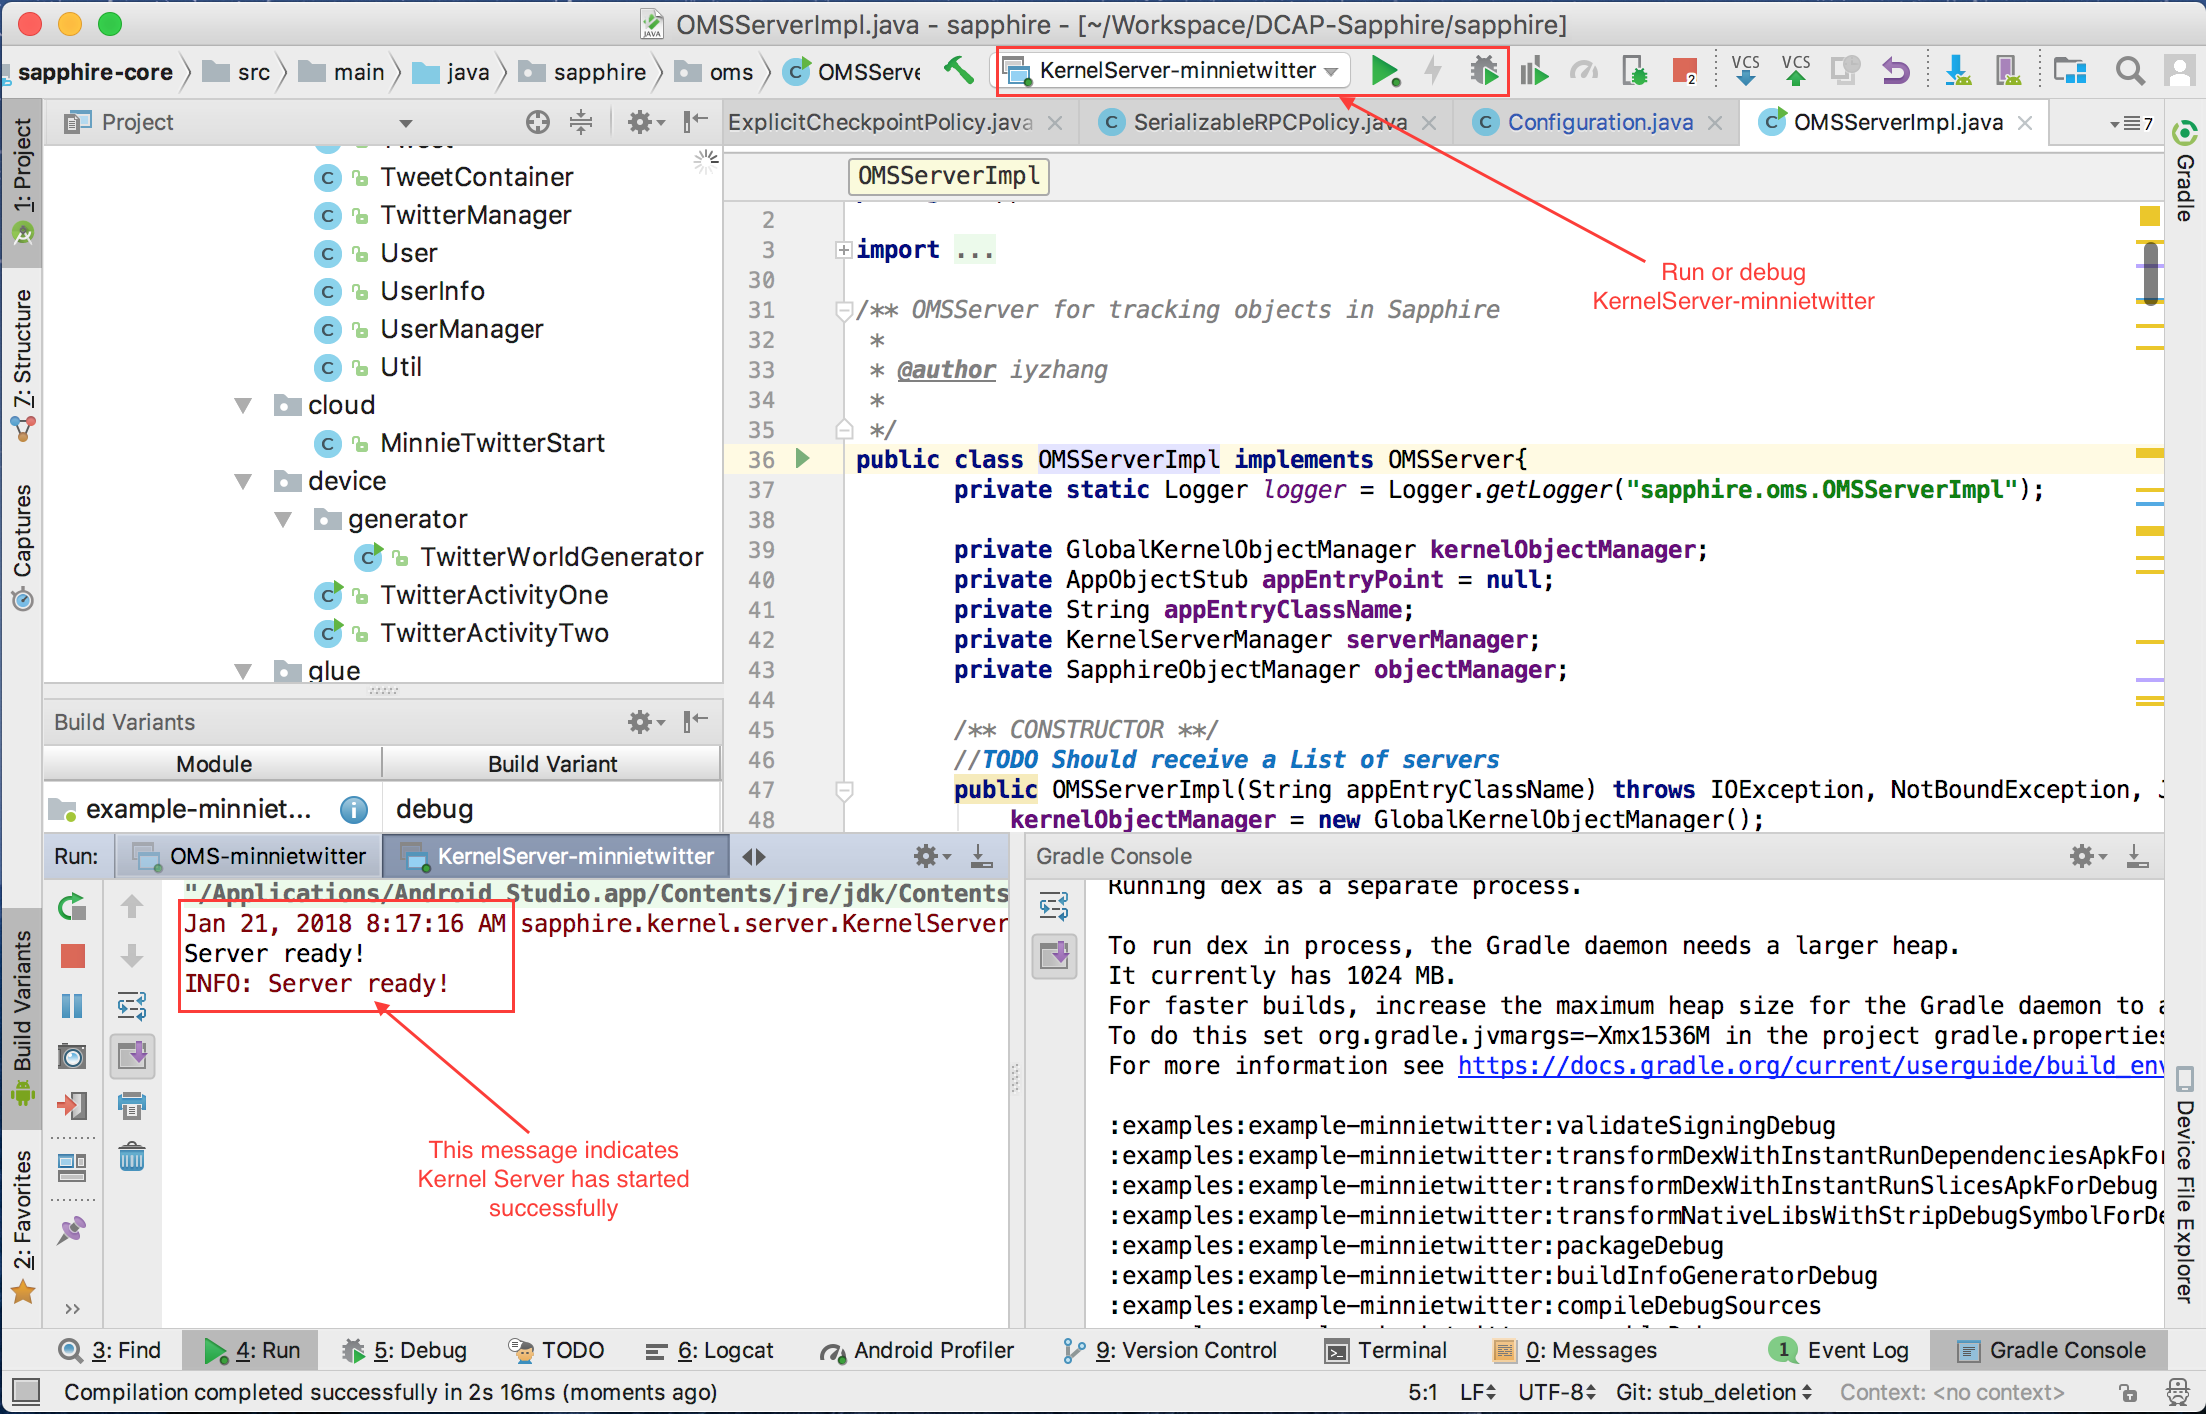 OMSServerImpl.java - sapphire - [~/Workspace/DCAP-Sapphire/sapphire]
sapphire-core src main java sapphire oms OMSServe KernelServer-minnietwitter 2 VCS VCS
1: Project
7: Structure
Captures
Build Variants
2: Favorites
Project
TweetContainer
TwitterManager
User
UserInfo
UserManager
Util
cloud
MinnieTwitterStart
device
generator
TwitterWorldGenerator
TwitterActivityOne
TwitterActivityTwo
glue
Build Variants
Module Build Variant
example-minniet... debug
ExplicitCheckpointPolicy.java SerializableRPCPolicy.java Configuration.java OMSServerImpl.java 7
OMSServerImpl
2
3 import ...
30
31 /** OMSServer for tracking objects in Sapphire
32 *
33 * @author iyzhang
34 *
35 */
36 public class OMSServerImpl implements OMSServer{
37 private static Logger logger = Logger.getLogger("sapphire.oms.OMSServerImpl");
38
39 private GlobalKernelObjectManager kernelObjectManager;
40 private AppObjectStub appEntryPoint = null;
41 private String appEntryClassName;
42 private KernelServerManager serverManager;
43 private SapphireObjectManager objectManager;
44
45 /** CONSTRUCTOR **/
46 //TODO Should receive a List of servers
47 public OMSServerImpl(String appEntryClassName) throws IOException, NotBoundException, J
48 kernelObjectManager = new GlobalKernelObjectManager();
Run or debug
KernelServer-minnietwitter
Gradle
Device File Explorer
Run: OMS-minnietwitter KernelServer-minnietwitter
"/Applications/Android Studio.app/Contents/jre/jdk/Contents
Jan 21, 2018 8:17:16 AM sapphire.kernel.server.KernelServer
Server ready!
INFO: Server ready!
This message indicates
Kernel Server has started
successfully
Gradle Console
Running dex as a separate process.
To run dex in process, the Gradle daemon needs a larger heap.
It currently has 1024 MB.
For faster builds, increase the maximum heap size for the Gradle daemon to a
To do this set org.gradle.jvmargs=-Xmx1536M in the project gradle.properties
For more information see https://docs.gradle.org/current/userguide/build_env
:examples:example-minnietwitter:validateSigningDebug
:examples:example-minnietwitter:transformDexWithInstantRunDependenciesApkFor
:examples:example-minnietwitter:transformDexWithInstantRunSlicesApkForDebug
:examples:example-minnietwitter:transformNativeLibsWithStripDebugSymbolForDe
:examples:example-minnietwitter:packageDebug
:examples:example-minnietwitter:buildInfoGeneratorDebug
:examples:example-minnietwitter:compileDebugSources
3: Find 4: Run 5: Debug TODO 6: Logcat Android Profiler 9: Version Control Terminal 0: Messages 1 Event Log Gradle Console
Compilation completed successfully in 2s 16ms (moments ago) 5:1 LF UTF-8 Git: stub_deletion Context: <no context>